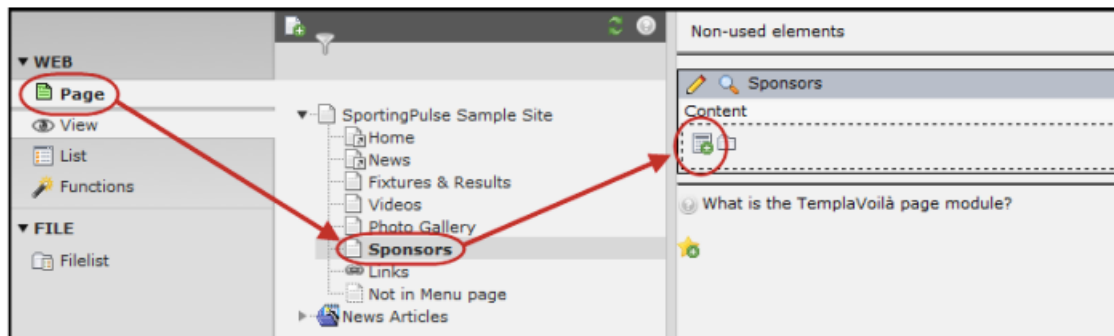 WEB
Page
View
List
Functions
FILE
Filelist
SportingPulse Sample Site
Home
News
Fixtures & Results
Videos
Photo Gallery
Sponsors
Links
Not in Menu page
News Articles
Non-used elements
Sponsors
Content
What is the TemplaVoilà page module?